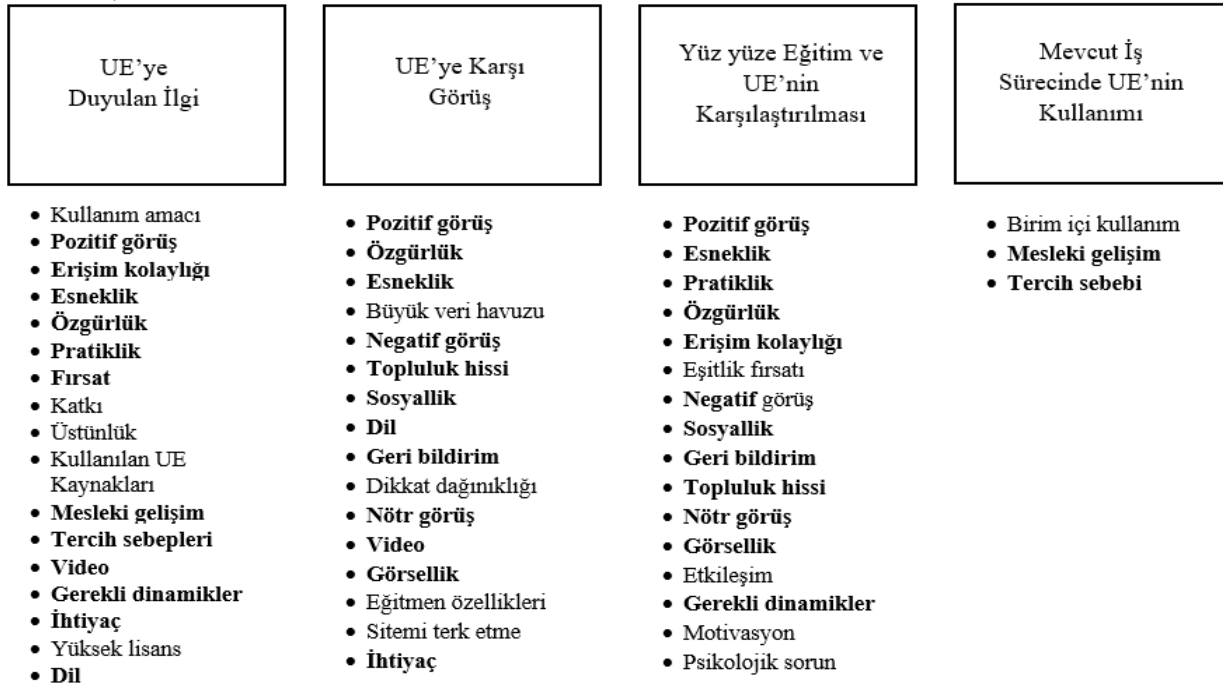 UE’ye
Duyulan İlgi
• Kullanım amacı
• Pozitif görüş
• Erişim kolaylığı
• Esneklik
• Özgürlük
• Pratiklik
• Fırsat
• Katkı
• Üstünlük
• Kullanılan UE
Kaynakları
• Mesleki gelişim
• Tercih sebepleri
• Video
• Gerekli dinamikler
• İhtiyaç
• Yüksek lisans
• Dil
UE’ye Karşı
Görüş
• Pozitif görüş
• Özgürlük
• Esneklik
• Büyük veri havuzu
• Negatif görüş
• Topluluk hissi
• Sosyallik
• Dil
• Geri bildirim
• Dikkat dağınıklığı
• Nötr görüş
• Video
• Görsellik
• Eğitmen özellikleri
• Sitemi terk etme
• İhtiyaç
Yüz yüze Eğitim ve
UE’nin
Karşılaştırılması
• Pozitif görüş
• Esneklik
• Pratiklik
• Özgürlük
• Erişim kolaylığı
• Eşitlik fırsatı
• Negatif görüş
• Sosyallik
• Geri bildirim
• Topluluk hissi
• Nötr görüş
• Görsellik
• Etkileşim
• Gerekli dinamikler
• Motivasyon
• Psikolojik sorun
Mevcut İş
Sürecinde UE’nin
Kullanımı
• Birim içi kullanım
• Mesleki gelişim
• Tercih sebebi